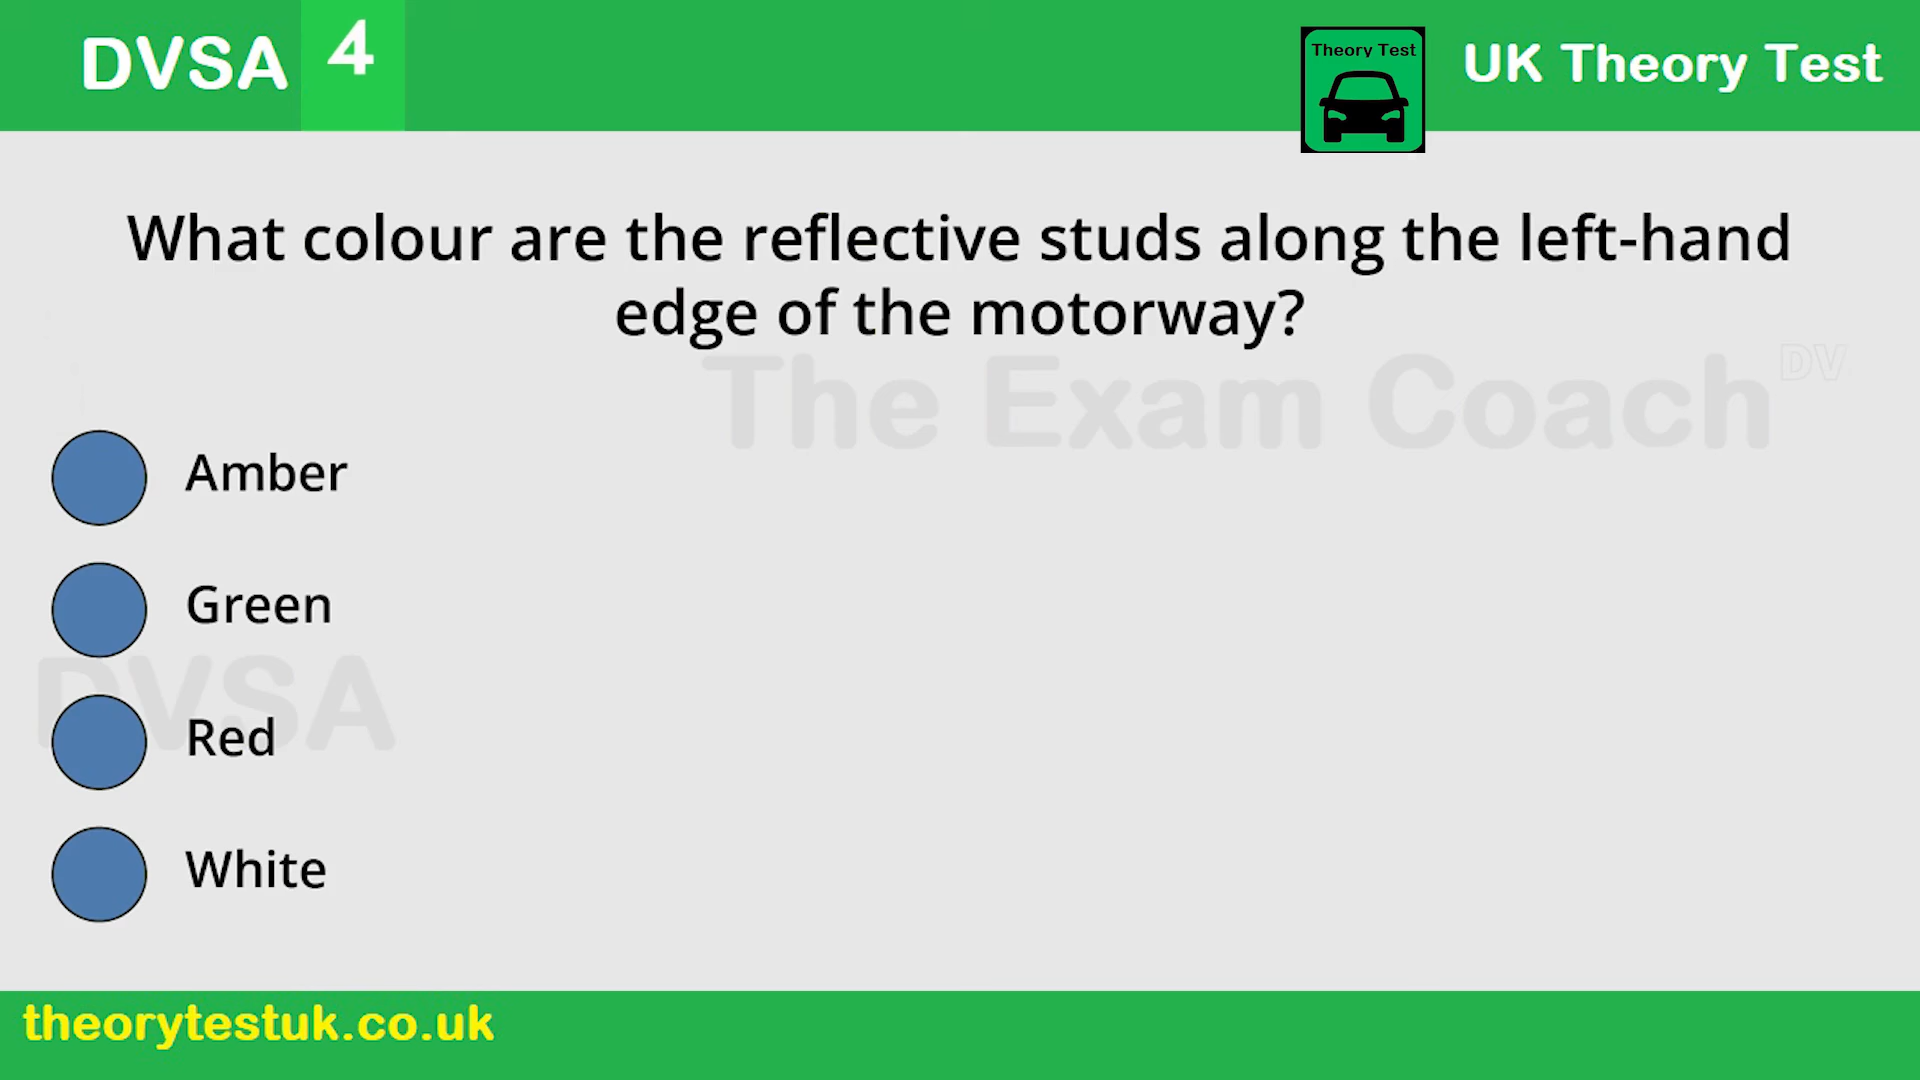 DVSA 4
Theory Test
UK Theory Test
What colour are the reflective studs along the left-hand
edge of the motorway?
The Exam Coach
DV
Amber
Green
DVSA
Red
White
theorytestuk.co.uk